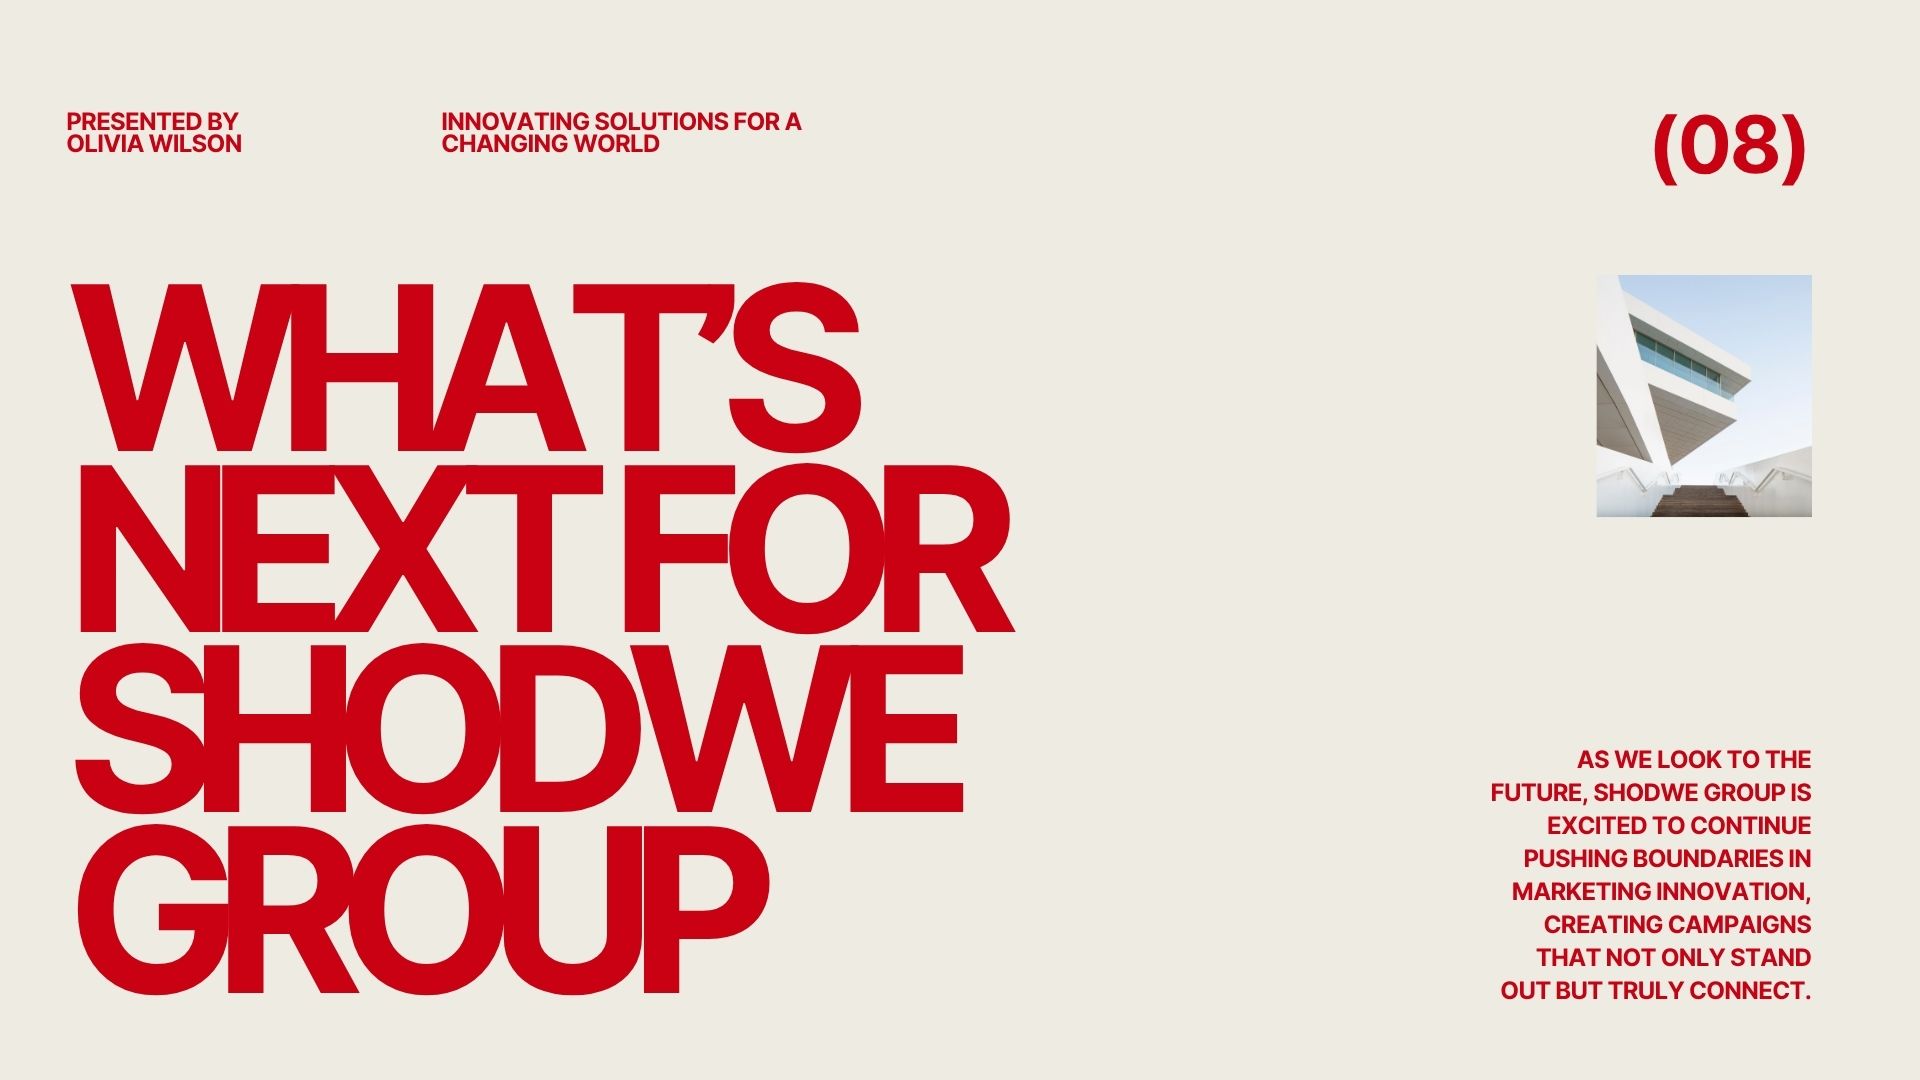 PRESENTED BY
OLIVIA WILSON
INNOVATING SOLUTIONS FOR A
CHANGING WORLD
(08)
WHAT’S
NEXT FOR
SHODWE
GROUP
AS WE LOOK TO THE
FUTURE, SHODWE GROUP IS
EXCITED TO CONTINUE
PUSHING BOUNDARIES IN
MARKETING INNOVATION,
CREATING CAMPAIGNS
THAT NOT ONLY STAND
OUT BUT TRULY CONNECT.